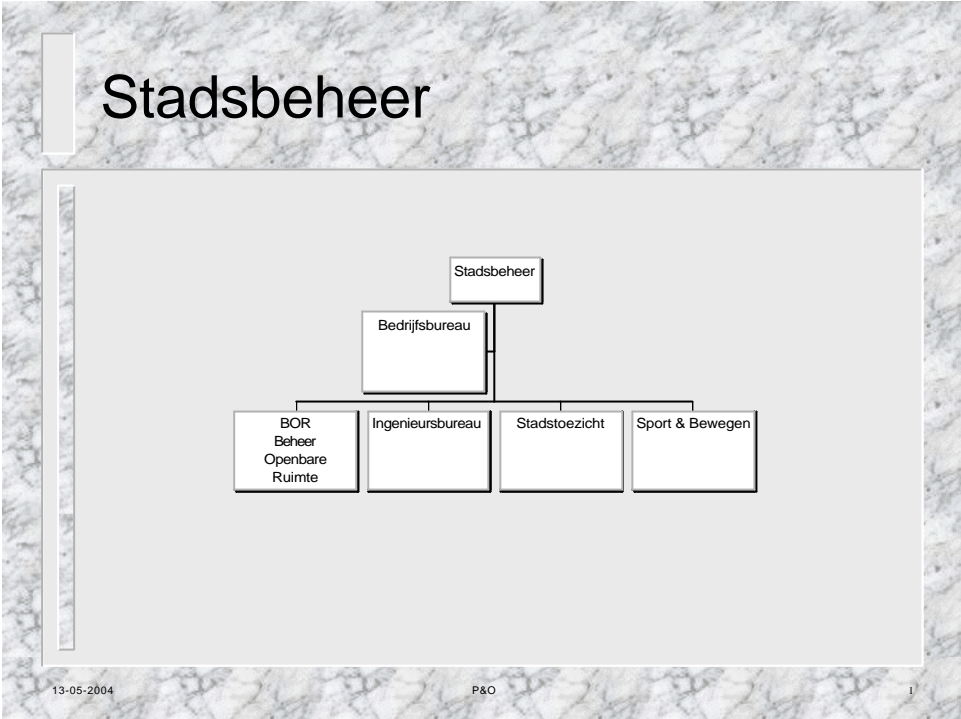 Stadsbeheer
Stadsbeheer
Bedrijfsbureau
BOR
Beheer
Openbare
Ruimte
Ingenieursbureau
Stadstoezicht
Sport & Bewegen
13-05-2004
P&O
1